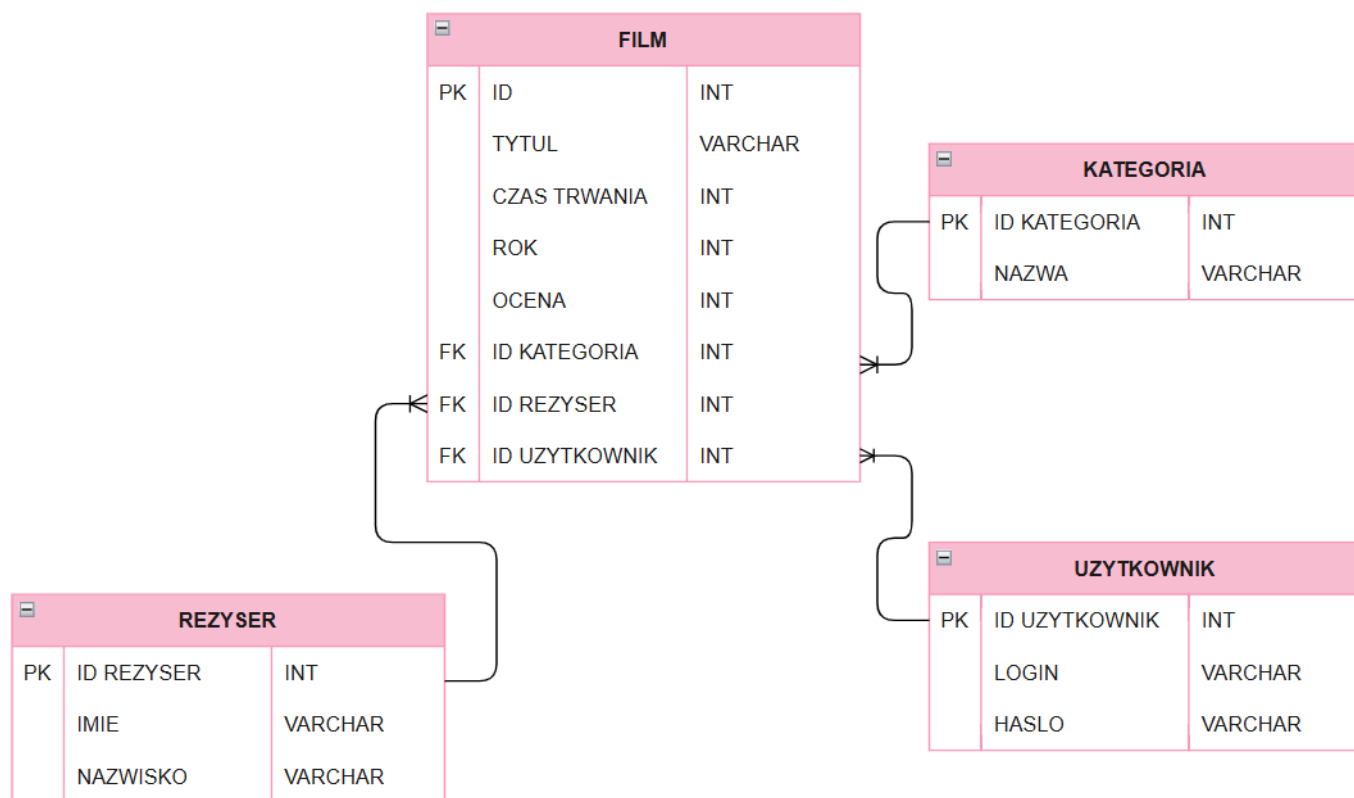 FILM
PK ID INT
TYTUL VARCHAR
CZAS TRWANIA INT
ROK INT
OCENA INT
FK ID KATEGORIA INT
FK ID REZYSER INT
FK ID UZYTKOWNIK INT
KATEGORIA
PK ID KATEGORIA INT
NAZWA VARCHAR
UZYTKOWNIK
PK ID UZYTKOWNIK INT
LOGIN VARCHAR
HASLO VARCHAR
REZYSER
PK ID REZYSER INT
IMIE VARCHAR
NAZWISKO VARCHAR